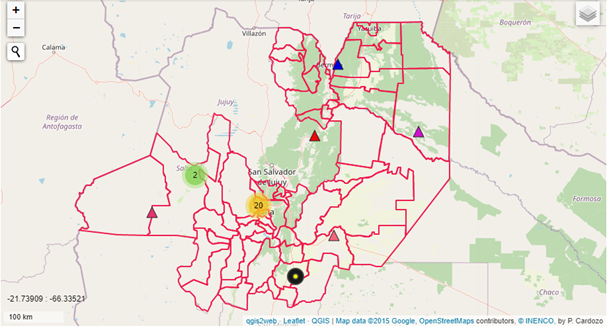 +
−
Tarija
Tarija
Villazón
Yacuiba
Boquerón
Calama
Jujuy
Región de
Antofagasta
San Salvador
de Jujuy
2
20
Formosa
Chaco
-21.73909 : -66.33521
100 km
qgis2web · Leaflet · QGIS | Map data ©2015 Google, OpenStreetMaps contributors, © INENCO, by P. Cardozo